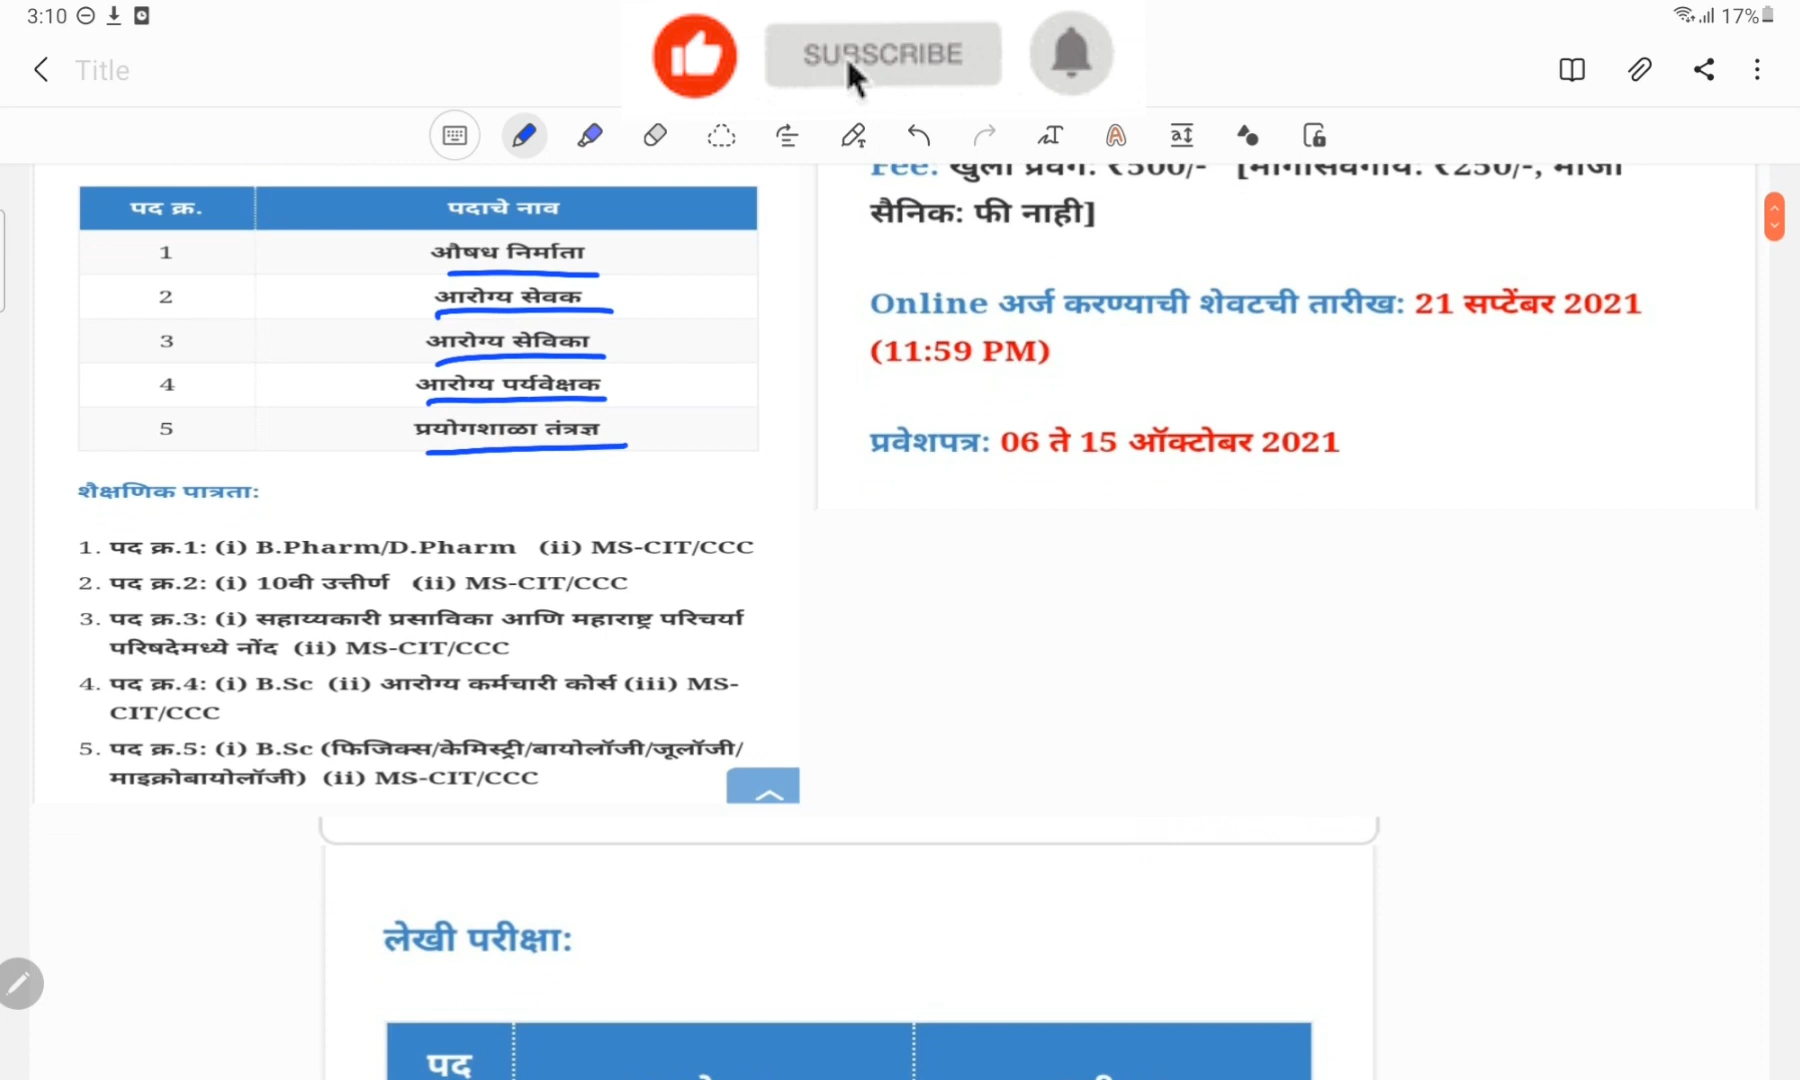 3:10
17%
Title
SUBSCRIBE
पद क्र. पदाचे नाव
1 औषध निर्माता
2 आरोग्य सेवक
3 आरोग्य सेविका
4 आरोग्य पर्यवेक्षक
5 प्रयोगशाळा तंत्रज्ञ
शैक्षणिक पात्रता:
1. पद क्र.1: (i) B.Pharm/D.Pharm (ii) MS-CIT/CCC
2. पद क्र.2: (i) 10वी उत्तीर्ण (ii) MS-CIT/CCC
3. पद क्र.3: (i) सहाय्यकारी प्रसाविका आणि महाराष्ट्र परिचर्या
परिषदेमध्ये नोंद (ii) MS-CIT/CCC
4. पद क्र.4: (i) B.Sc (ii) आरोग्य कर्मचारी कोर्स (iii) MS-
CIT/CCC
5. पद क्र.5: (i) B.Sc (फिजिक्स/केमिस्ट्री/बायोलॉजी/जूलॉजी/
माइक्रोबायोलॉजी) (ii) MS-CIT/CCC
Fee: खुला प्रवर्ग: ₹500/- [मागासवर्गीय: ₹250/-, माजी
सैनिक: फी नाही]
Online अर्ज करण्याची शेवटची तारीख: 21 सप्टेंबर 2021
(11:59 PM)
प्रवेशपत्र: 06 ते 15 ऑक्टोबर 2021
लेखी परीक्षा:
पद